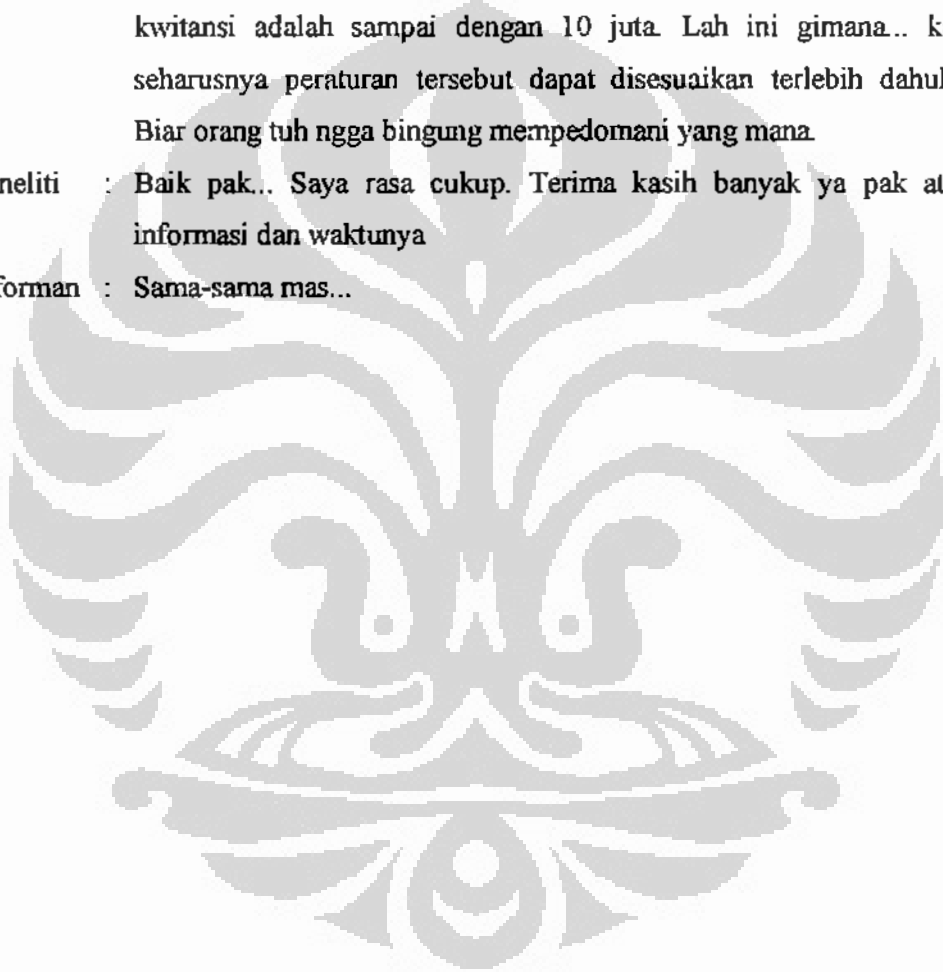 kwitansi adalah sampai dengan 10 juta. Lah ini gimana... k
seharusnya peraturan tersebut dapat disesuaikan terlebih dahul
Biar orang tuh ngga bingung mempedomani yang mana.
neliti : Baik pak... Saya rasa cukup. Terima kasih banyak ya pak at
informasi dan waktunya
forman : Sama-sama mas...